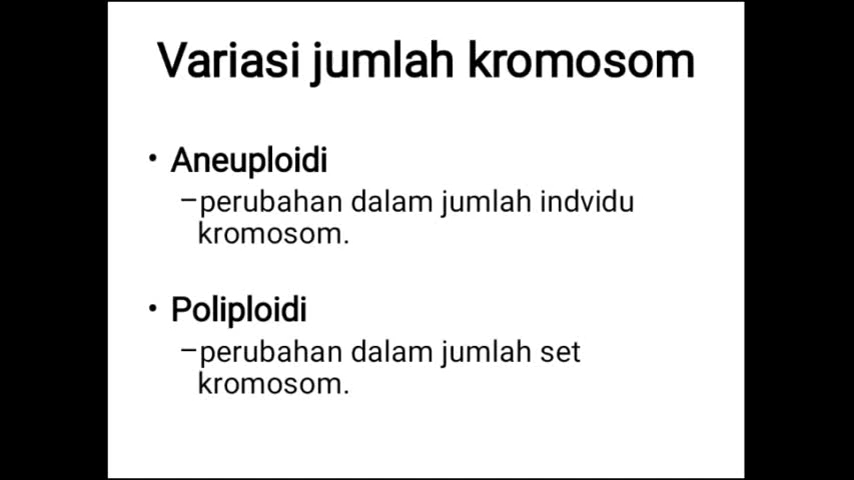 Variasi jumlah kromosom
• Aneuploidi
–perubahan dalam jumlah indvidu
kromosom.
• Poliploidi
–perubahan dalam jumlah set
kromosom.